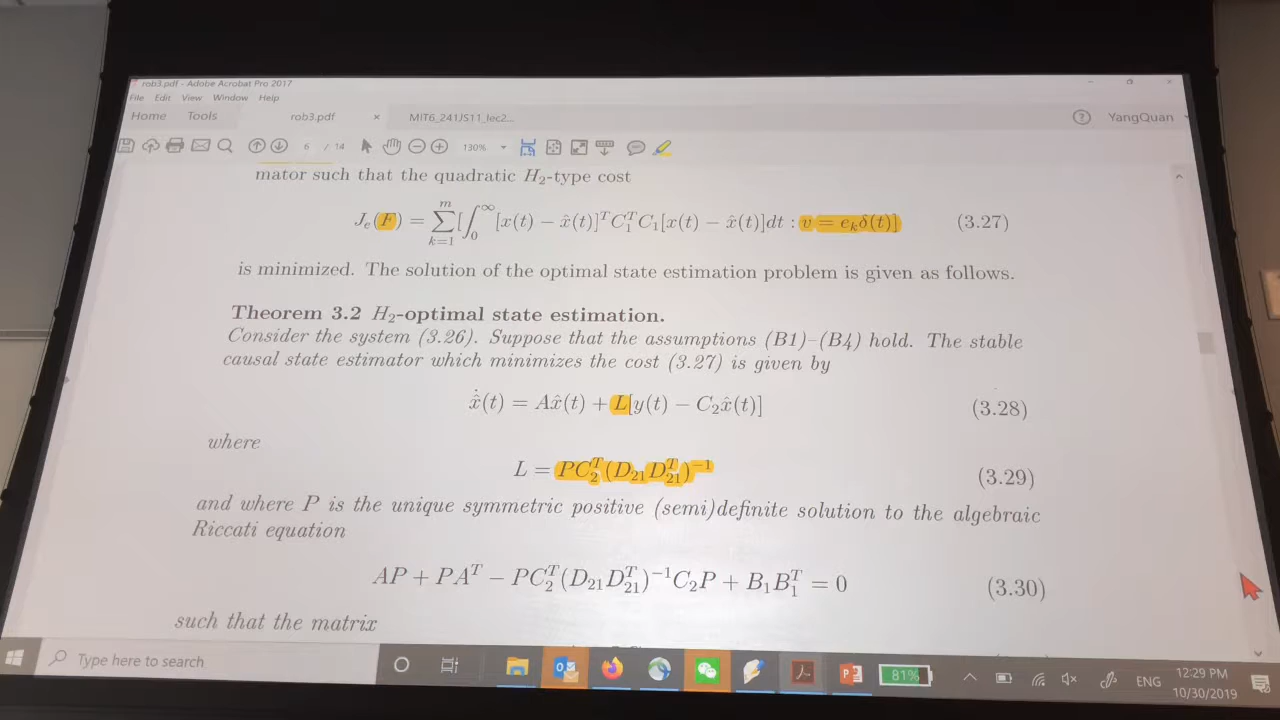 rob3.pdf - Adobe Acrobat Pro 2017
File Edit View Window Help
Home Tools rob3.pdf × MIT6_241JS11_lec2... ? YangQuan
6 / 14 130%
mator such that the quadratic H₂-type cost
Jₑ(F) = ∑ₖ₌₁ᵐ[∫₀^∞[x(t) − x̂(t)]ᵀC₁ᵀC₁[x(t) − x̂(t)]dt : v = eₖδ(t)] (3.27)
is minimized. The solution of the optimal state estimation problem is given as follows.
Theorem 3.2 H₂-optimal state estimation.
Consider the system (3.26). Suppose that the assumptions (B1)–(B4) hold. The stable
causal state estimator which minimizes the cost (3.27) is given by
ẋ̂(t) = Ax̂(t) + L[y(t) − C₂x̂(t)] (3.28)
where
L = PC₂ᵀ(D₂₁D₂₁ᵀ)⁻¹ (3.29)
and where P is the unique symmetric positive (semi)definite solution to the algebraic
Riccati equation
AP + PAᵀ − PC₂ᵀ(D₂₁D₂₁ᵀ)⁻¹C₂P + B₁B₁ᵀ = 0 (3.30)
such that the matrix
Type here to search 81% ENG 12:29 PM
10/30/2019